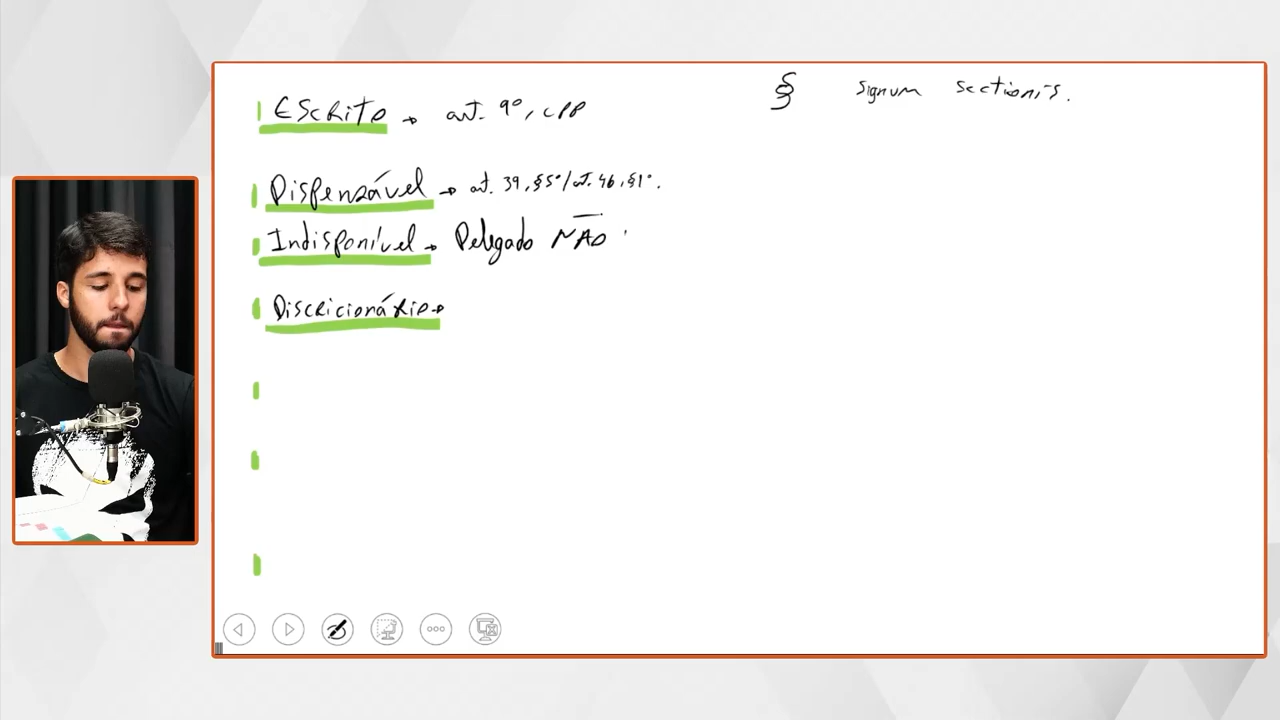 Escrito → art. 9º, CPP
§ signum sectionis.
Dispensável → art. 39, §5º/art. 46, §1º.
Indisponível → Delegado NÃO
Discricionário →